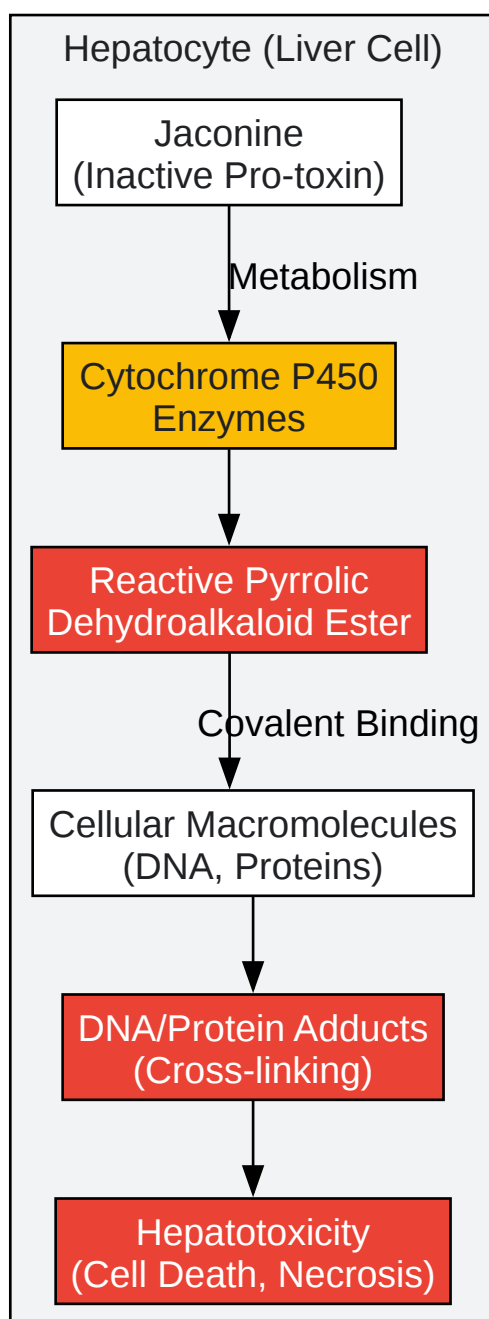 Hepatocyte (Liver Cell)
Jaconine
(Inactive Pro-toxin)
Metabolism
Cytochrome P450
Enzymes
Reactive Pyrrolic
Dehydroalkaloid Ester
Covalent Binding
Cellular Macromolecules
(DNA, Proteins)
DNA/Protein Adducts
(Cross-linking)
Hepatotoxicity
(Cell Death, Necrosis)